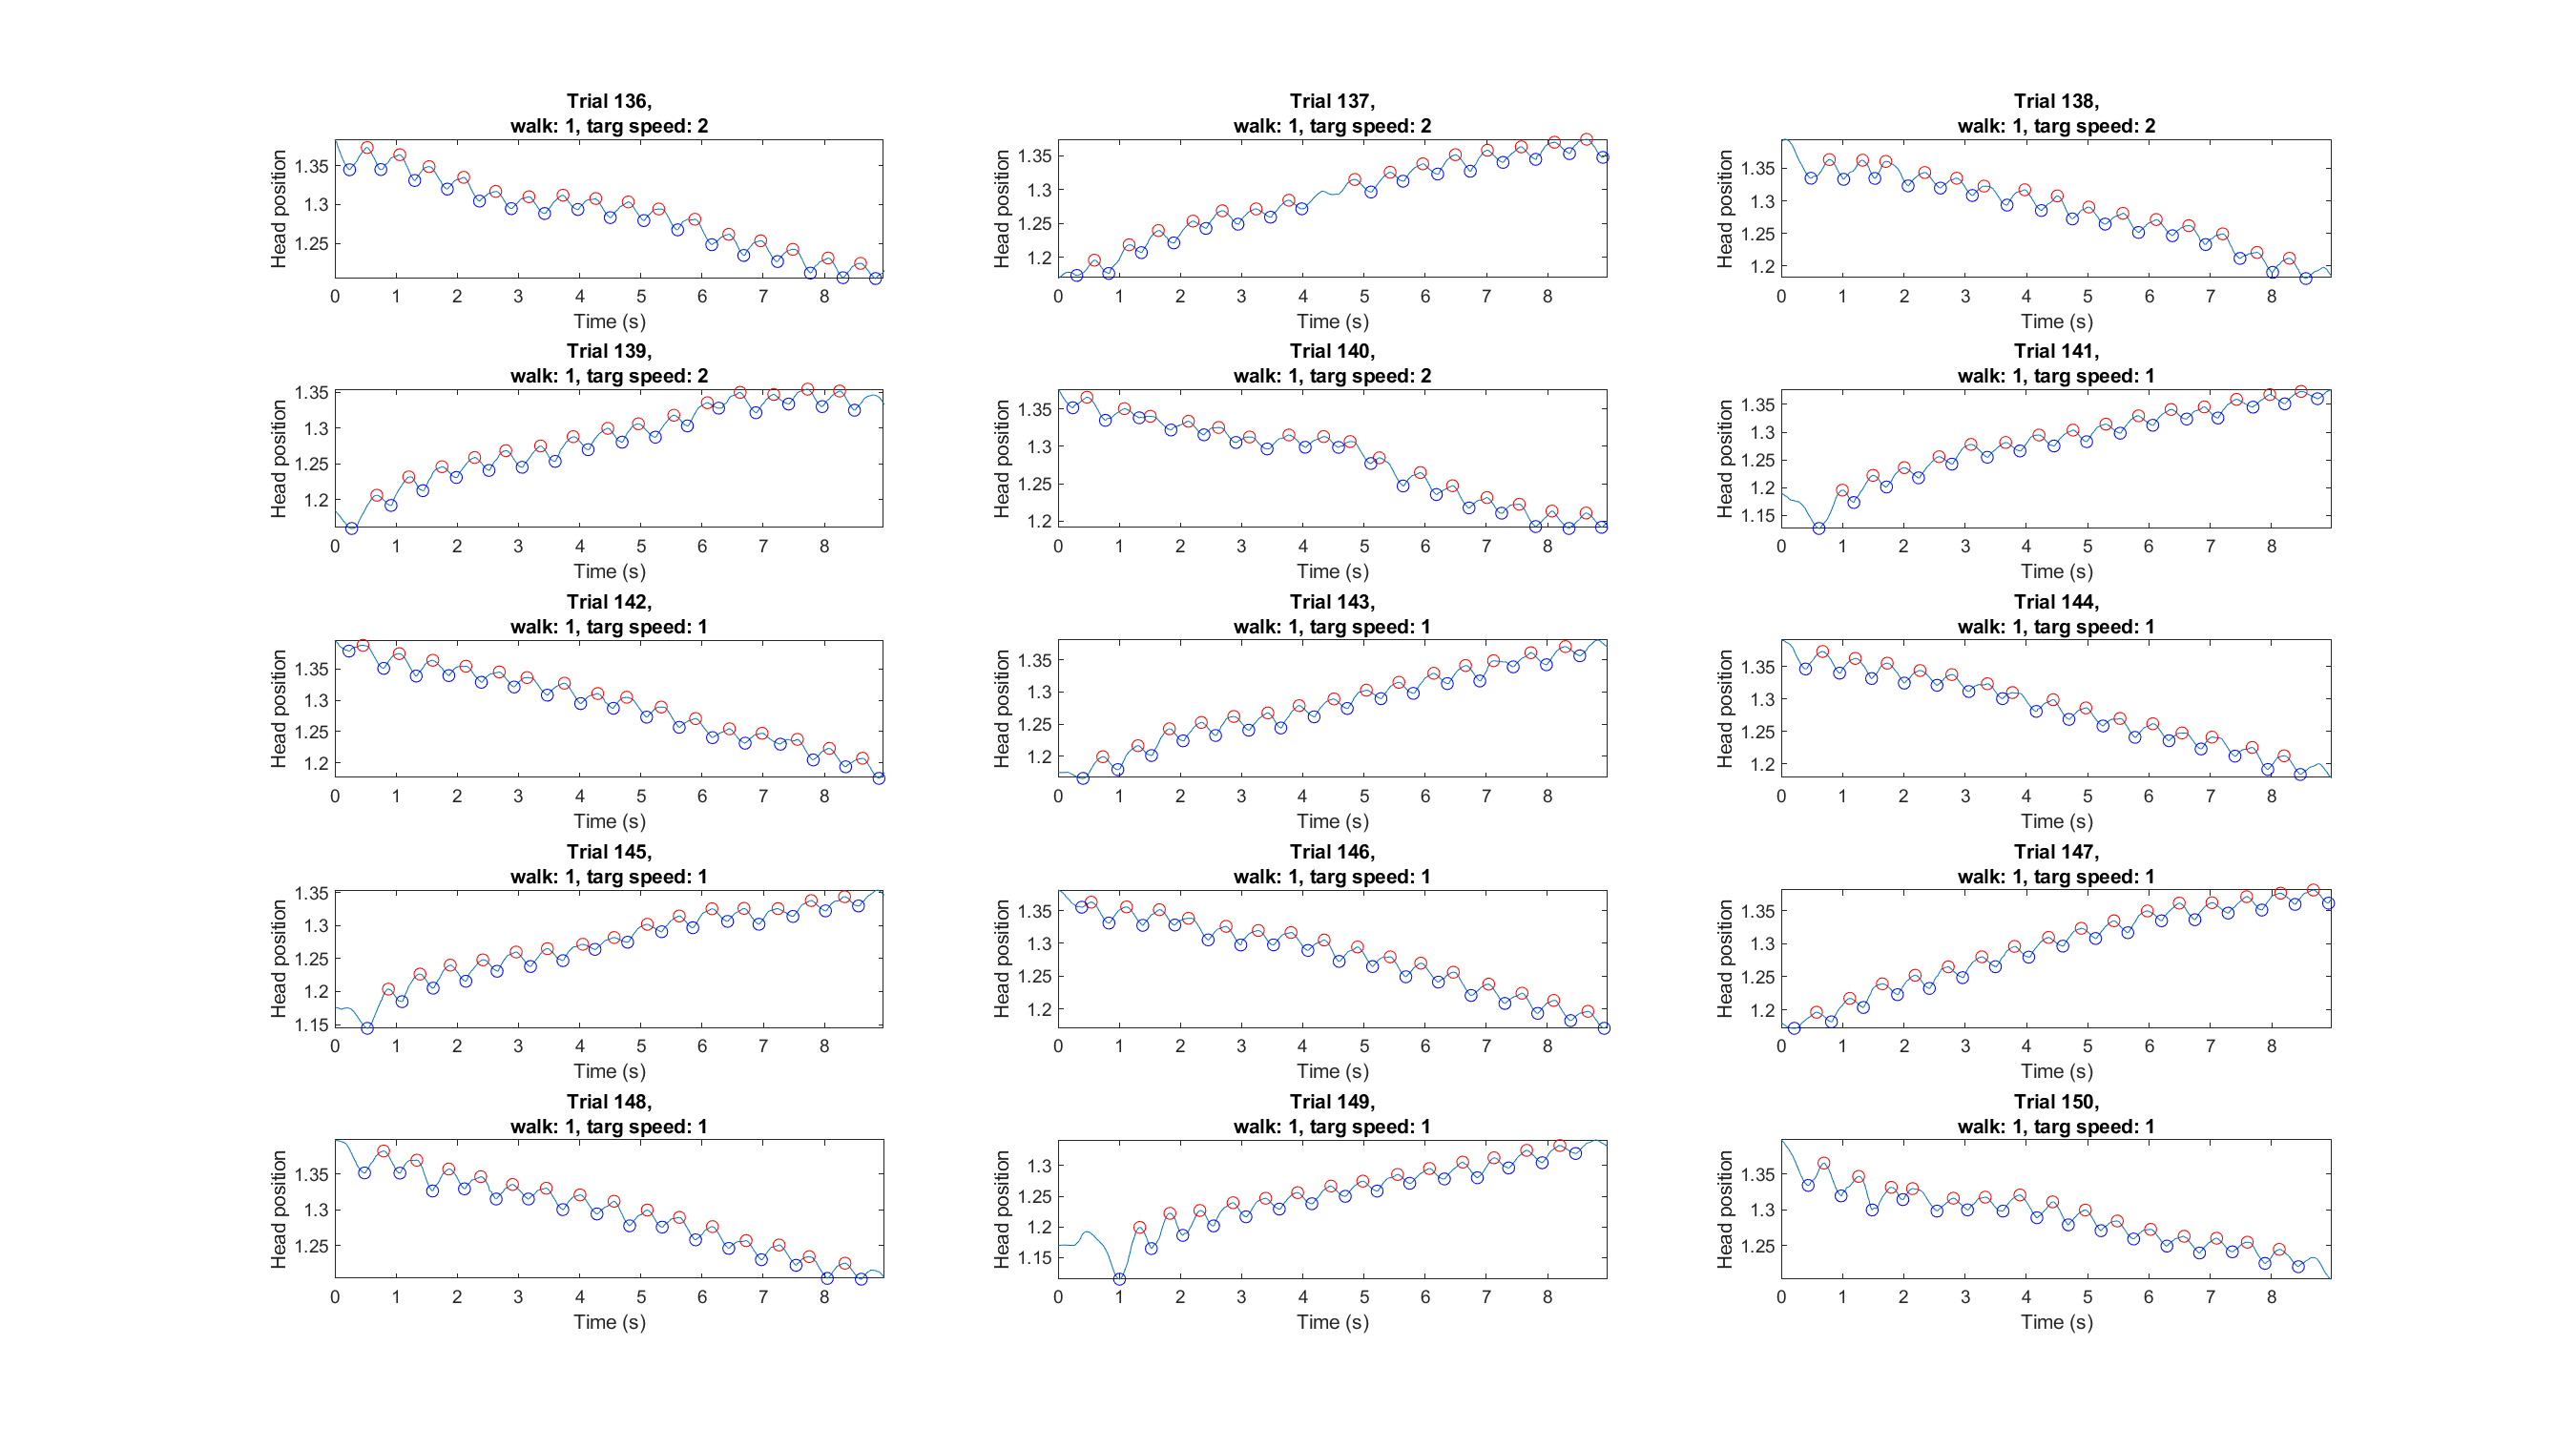 Trial 136,
walk: 1, targ speed: 2
Head position
1.35
1.3
1.25
0 1 2 3 4 5 6 7 8
Time (s)
Trial 137,
walk: 1, targ speed: 2
Head position
1.35
1.3
1.25
1.2
0 1 2 3 4 5 6 7 8
Time (s)
Trial 138,
walk: 1, targ speed: 2
Head position
1.35
1.3
1.25
1.2
0 1 2 3 4 5 6 7 8
Time (s)
Trial 139,
walk: 1, targ speed: 2
Head position
1.35
1.3
1.25
1.2
0 1 2 3 4 5 6 7 8
Time (s)
Trial 140,
walk: 1, targ speed: 2
Head position
1.35
1.3
1.25
1.2
0 1 2 3 4 5 6 7 8
Time (s)
Trial 141,
walk: 1, targ speed: 1
Head position
1.35
1.3
1.25
1.2
1.15
0 1 2 3 4 5 6 7 8
Time (s)
Trial 142,
walk: 1, targ speed: 1
Head position
1.35
1.3
1.25
1.2
0 1 2 3 4 5 6 7 8
Time (s)
Trial 143,
walk: 1, targ speed: 1
Head position
1.35
1.3
1.25
1.2
0 1 2 3 4 5 6 7 8
Time (s)
Trial 144,
walk: 1, targ speed: 1
Head position
1.35
1.3
1.25
1.2
0 1 2 3 4 5 6 7 8
Time (s)
Trial 145,
walk: 1, targ speed: 1
Head position
1.35
1.3
1.25
1.2
1.15
0 1 2 3 4 5 6 7 8
Time (s)
Trial 146,
walk: 1, targ speed: 1
Head position
1.35
1.3
1.25
1.2
0 1 2 3 4 5 6 7 8
Time (s)
Trial 147,
walk: 1, targ speed: 1
Head position
1.35
1.3
1.25
1.2
0 1 2 3 4 5 6 7 8
Time (s)
Trial 148,
walk: 1, targ speed: 1
Head position
1.35
1.3
1.25
0 1 2 3 4 5 6 7 8
Time (s)
Trial 149,
walk: 1, targ speed: 1
Head position
1.3
1.25
1.2
1.15
0 1 2 3 4 5 6 7 8
Time (s)
Trial 150,
walk: 1, targ speed: 1
Head position
1.35
1.3
1.25
0 1 2 3 4 5 6 7 8
Time (s)